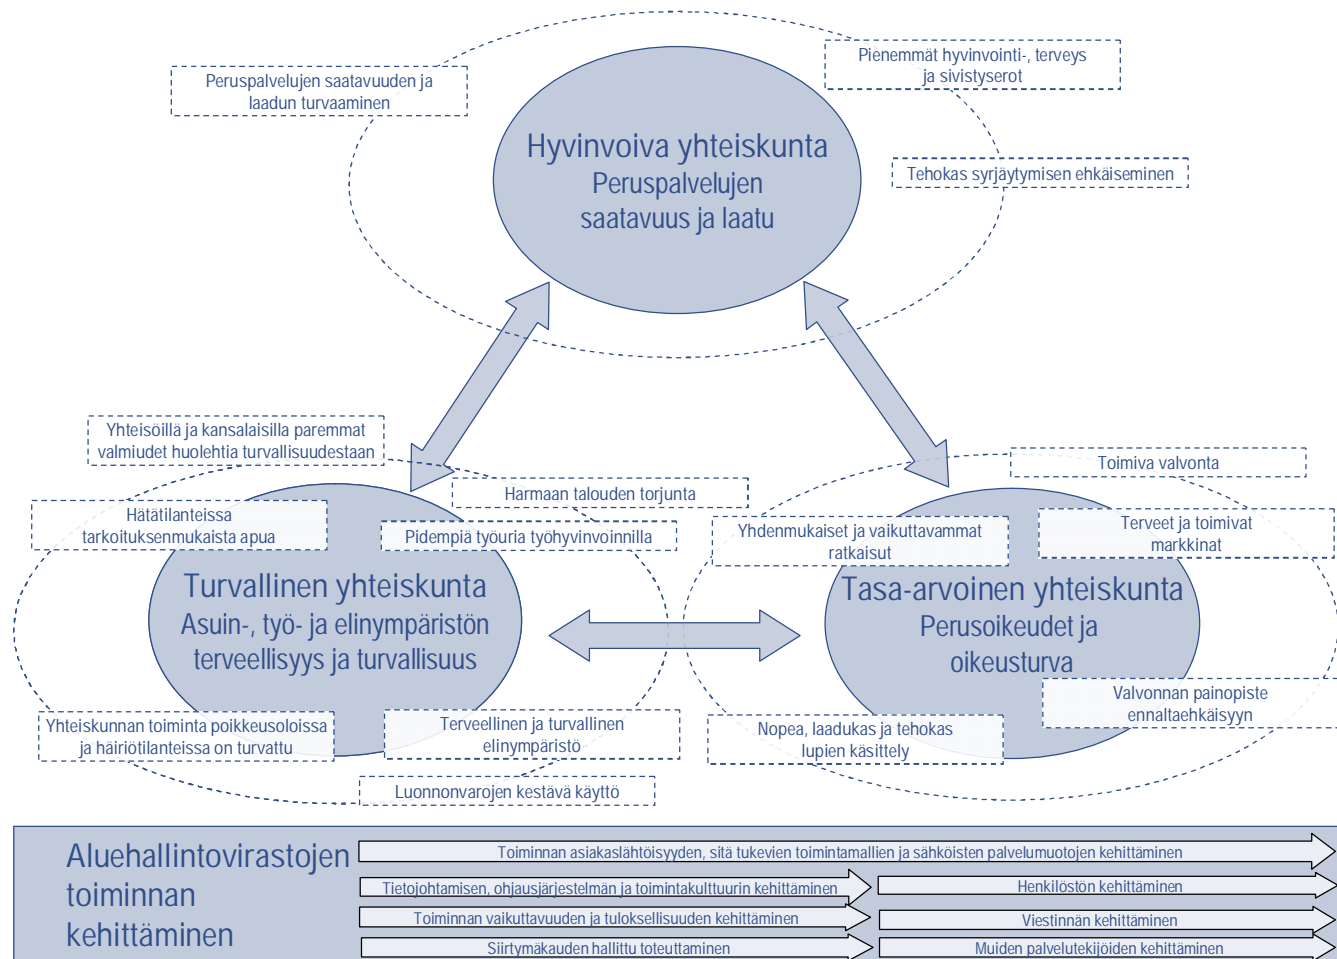 Peruspalvelujen saatavuuden ja
laadun turvaaminen
Pienemmät hyvinvointi-, terveys
ja sivistyserot
Hyvinvoiva yhteiskunta
Peruspalvelujen
saatavuus ja laatu
Tehokas syrjäytymisen ehkäiseminen
Yhteisöillä ja kansalaisilla paremmat
valmiudet huolehtia turvallisuudestaan
Harmaan talouden torjunta
Hätätilanteissa
tarkoituksenmukaista apua
Pidempiä työuria työhyvinvoinnilla
Turvallinen yhteiskunta
Asuin-, työ- ja elinympäristön
terveellisyys ja turvallisuus
Yhteiskunnan toiminta poikkeusoloissa
ja häiriötilanteissa on turvattu
Terveellinen ja turvallinen
elinympäristö
Luonnonvarojen kestävä käyttö
Toimiva valvonta
Yhdenmukaiset ja vaikuttavammat
ratkaisut
Terveet ja toimivat
markkinat
Tasa-arvoinen yhteiskunta
Perusoikeudet ja
oikeusturva
Valvonnan painopiste
ennaltaehkäisyyn
Nopea, laadukas ja tehokas
lupien käsittely
Aluehallintovirastojen
toiminnan
kehittäminen
Toiminnan asiakaslähtöisyyden, sitä tukevien toimintamallien ja sähköisten palvelumuotojen kehittäminen
Tietojohtamisen, ohjausjärjestelmän ja toimintakulttuurin kehittäminen
Henkilöstön kehittäminen
Toiminnan vaikuttavuuden ja tuloksellisuuden kehittäminen
Viestinnän kehittäminen
Siirtymäkauden hallittu toteuttaminen
Muiden palvelutekijöiden kehittäminen